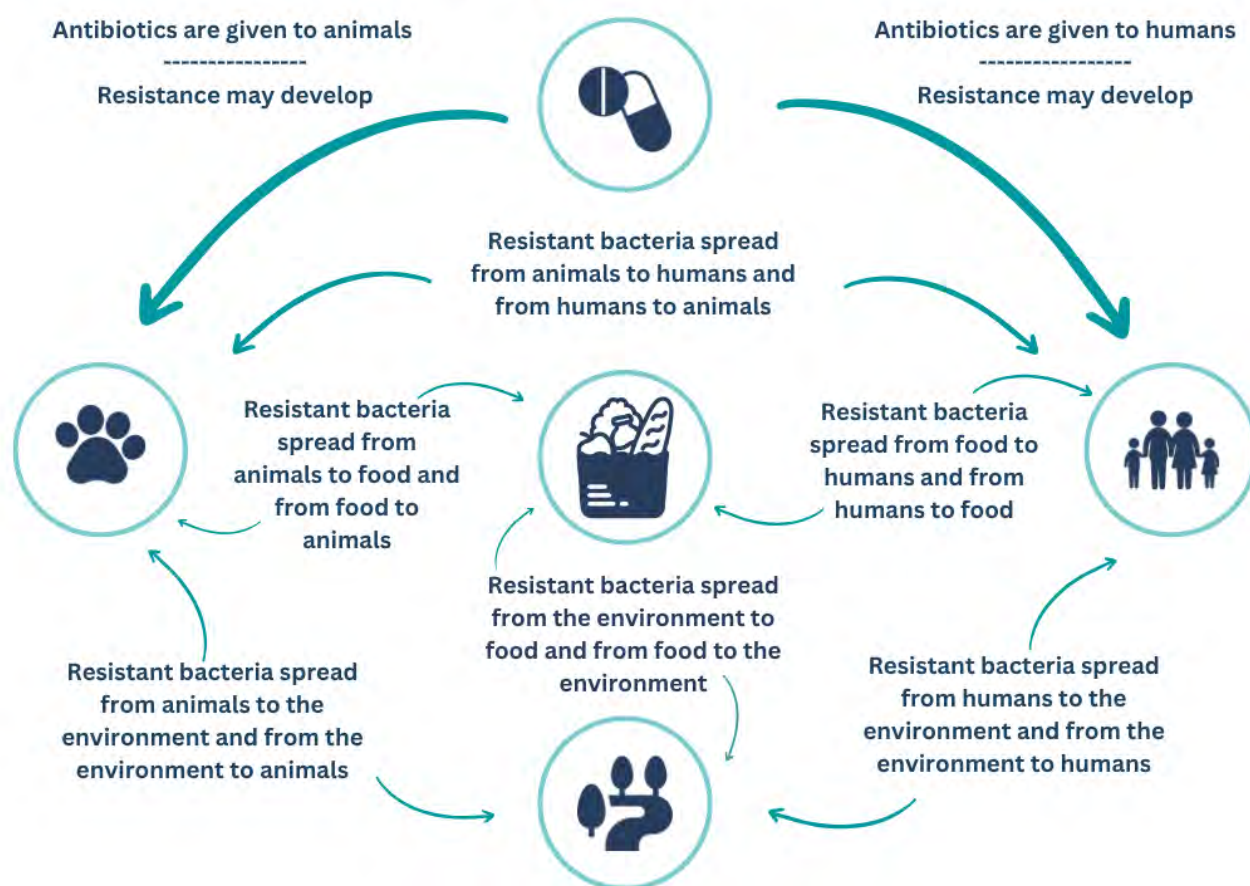 Antibiotics are given to animals
----------------
Resistance may develop
Antibiotics are given to humans
-----------------
Resistance may develop
Resistant bacteria spread
from animals to humans and
from humans to animals
Resistant bacteria
spread from
animals to food and
from food to
animals
Resistant bacteria
spread from food to
humans and from
humans to food
Resistant bacteria spread
from the environment to
food and from food to the
environment
Resistant bacteria spread
from animals to the
environment and from the
environment to animals
Resistant bacteria spread
from humans to the
environment and from the
environment to humans